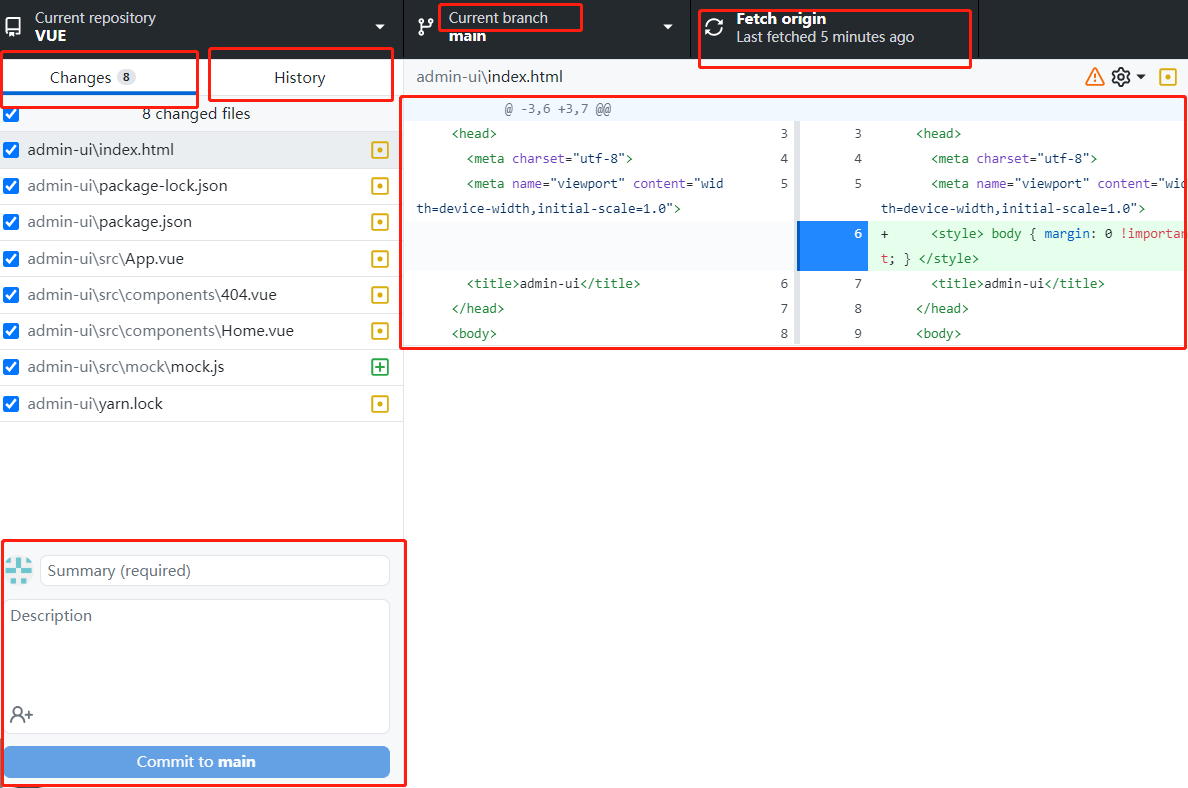 Current repository
VUE
Current branch
main
Fetch origin
Last fetched 5 minutes ago
Changes 8
History
8 changed files
admin-ui\index.html
admin-ui\package-lock.json
admin-ui\package.json
admin-ui\src\App.vue
admin-ui\src\components\404.vue
admin-ui\src\components\Home.vue
admin-ui\src\mock\mock.js
admin-ui\yarn.lock
Summary (required)
Description
Commit to main
admin-ui\index.html
@ -3,6 +3,7 @@
<head> 3 3 <head>
<meta charset="utf-8"> 4 4 <meta charset="utf-8">
<meta name="viewport" content="wid 5 5 <meta name="viewport" content="wid
th=device-width,initial-scale=1.0"> th=device-width,initial-scale=1.0">
6 + <style> body { margin: 0 !importan
t; } </style>
<title>admin-ui</title> 6 7 <title>admin-ui</title>
</head> 7 8 </head>
<body> 8 9 <body>